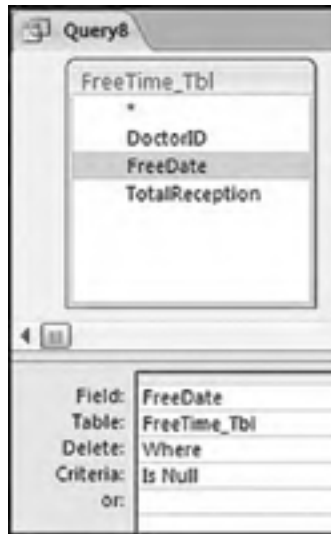 Query8
FreeTime_Tbl
*
DoctorID
FreeDate
TotalReception
Field: FreeDate
Table: FreeTime_Tbl
Delete: Where
Criteria: Is Null
or: